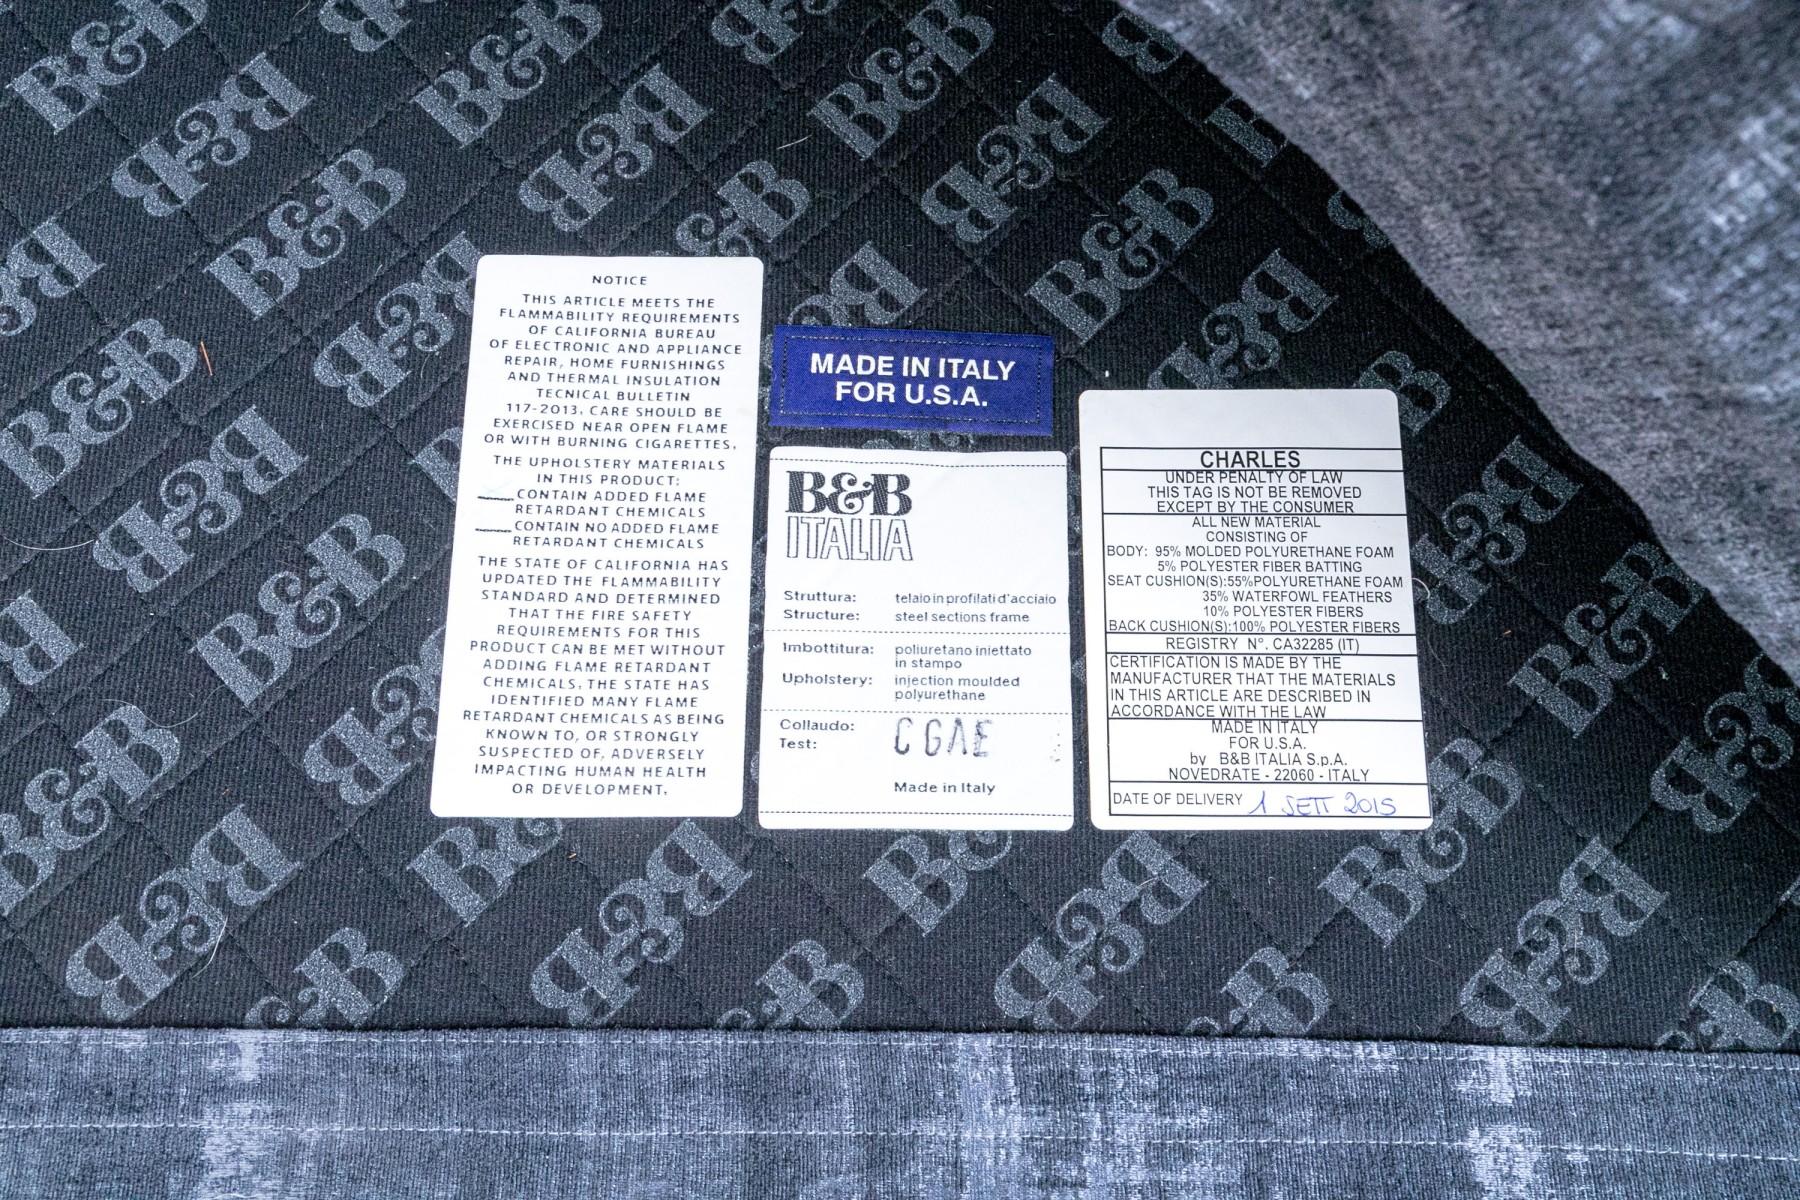 NOTICE
THIS ARTICLE MEETS THE
FLAMMABILITY REQUIREMENTS
OF CALIFORNIA BUREAU
OF ELECTRONIC AND APPLIANCE
REPAIR, HOME FURNISHINGS
AND THERMAL INSULATION
TECNICAL BULLETIN
117-2013. CARE SHOULD BE
EXERCISED NEAR OPEN FLAME
OR WITH BURNING CIGARETTES.
THE UPHOLSTERY MATERIALS
IN THIS PRODUCT:
CONTAIN ADDED FLAME
RETARDANT CHEMICALS
CONTAIN NO ADDED FLAME
RETARDANT CHEMICALS
THE STATE OF CALIFORNIA HAS
UPDATED THE FLAMMABILITY
STANDARD AND DETERMINED
THAT THE FIRE SAFETY
REQUIREMENTS FOR THIS
PRODUCT CAN BE MET WITHOUT
ADDING FLAME RETARDANT
CHEMICALS. THE STATE HAS
IDENTIFIED MANY FLAME
RETARDANT CHEMICALS AS BEING
KNOWN TO, OR STRONGLY
SUSPECTED OF, ADVERSELY
IMPACTING HUMAN HEALTH
OR DEVELOPMENT.
MADE IN ITALY
FOR U.S.A.
B&B
ITALIA
Struttura: telaio in profilati d'acciaio
Structure: steel sections frame
Imbottitura: poliuretano iniettato
in stampo
Upholstery: injection moulded
polyurethane
Collaudo:
Test: CGAE
Made in Italy
CHARLES
UNDER PENALTY OF LAW
THIS TAG IS NOT BE REMOVED
EXCEPT BY THE CONSUMER
ALL NEW MATERIAL
CONSISTING OF
BODY: 95% MOLDED POLYURETHANE FOAM
5% POLYESTER FIBER BATTING
SEAT CUSHION(S):55%POLYURETHANE FOAM
35% WATERFOWL FEATHERS
10% POLYESTER FIBERS
BACK CUSHION(S):100% POLYESTER FIBERS
REGISTRY N°. CA32285 (IT)
CERTIFICATION IS MADE BY THE
MANUFACTURER THAT THE MATERIALS
IN THIS ARTICLE ARE DESCRIBED IN
ACCORDANCE WITH THE LAW
MADE IN ITALY
FOR U.S.A.
by B&B ITALIA S.p.A.
NOVEDRATE - 22060 - ITALY
DATE OF DELIVERY 1 SETT 2015